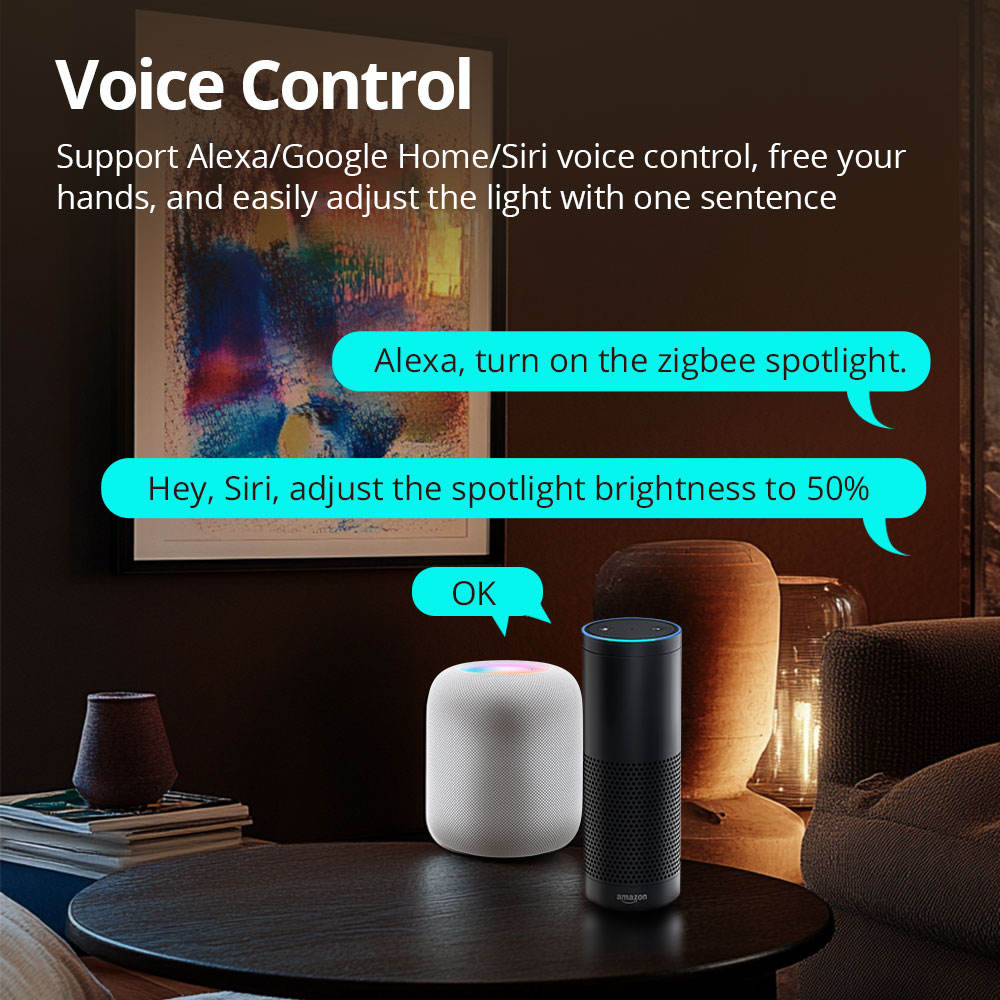 Voice Control
Support Alexa/Google Home/Siri voice control, free your
hands, and easily adjust the light with one sentence
Alexa, turn on the zigbee spotlight.
Hey, Siri, adjust the spotlight brightness to 50%
OK
amazon